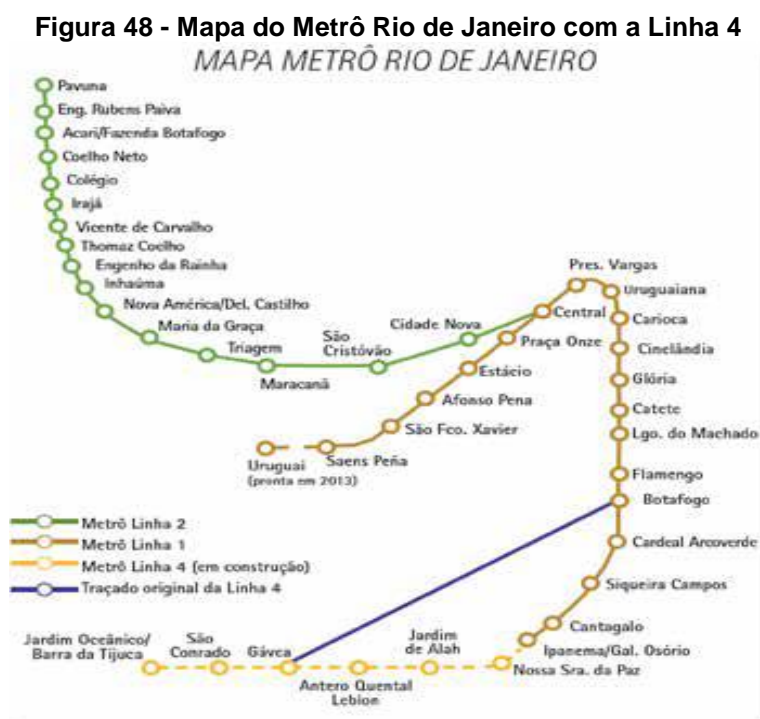 Figura 48 - Mapa do Metrô Rio de Janeiro com a Linha 4
MAPA METRÔ RIO DE JANEIRO
Pavuna
Eng. Rubens Paiva
Acari/Fazenda Botafogo
Coelho Neto
Colégio
Irajá
Vicente de Carvalho
Thomaz Coelho
Engenho da Rainha
Inhaúma
Nova América/Del. Castilho
Maria da Graça
Triagem
Maracanã
São
Cristóvão
Cidade Nova
Central
Pres. Vargas
Uruguaiana
Carioca
Cinelândia
Glória
Catete
Lgo. do Machado
Flamengo
Botafogo
Cardeal Arcoverde
Siqueira Campos
Cantagalo
Ipanema/Gal. Osório
Nossa Sra. da Paz
Praça Onze
Estácio
Afonso Pena
São Fco. Xavier
Saens Peña
Uruguai
(pronta em 2013)
Metrô Linha 2
Metrô Linha 1
Metrô Linha 4 (em construção)
Traçado original da Linha 4
Jardim Oceânico/
Barra da Tijuca
São
Conrado
Gávea
Antero Quental
Leblon
Jardim
de Alah